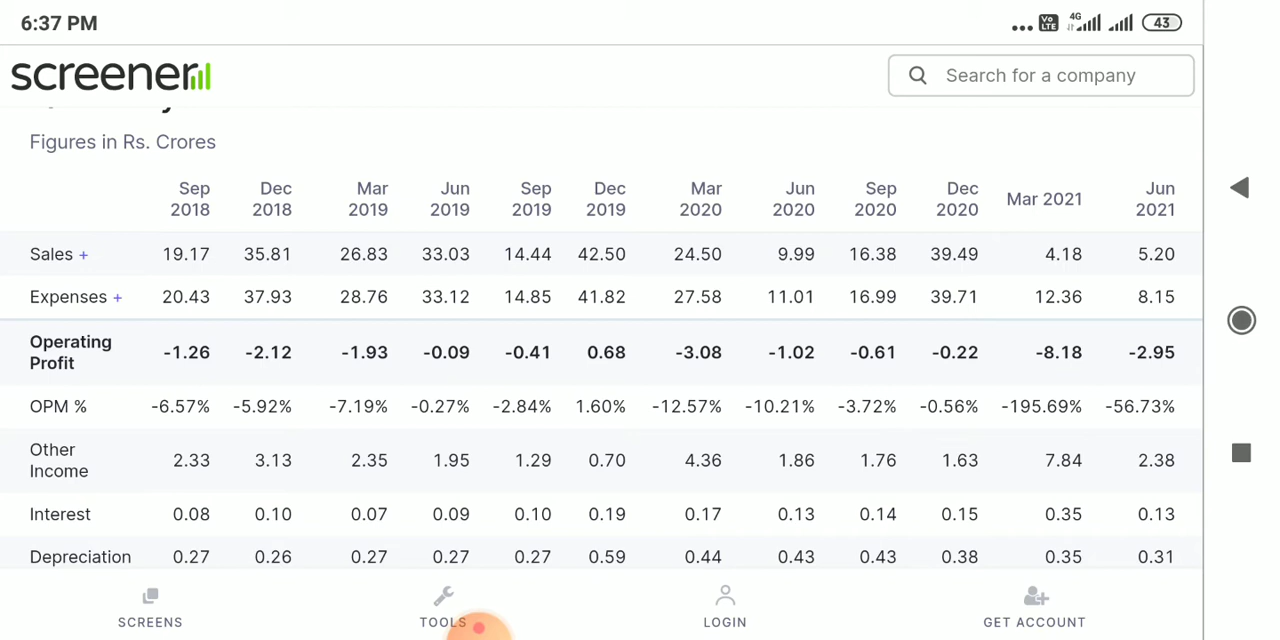 6:37 PM
Vo LTE 4G 43
screener
Search for a company
Figures in Rs. Crores
Sep 2018 Dec 2018 Mar 2019 Jun 2019 Sep 2019 Dec 2019 Mar 2020 Jun 2020 Sep 2020 Dec 2020 Mar 2021 Jun 2021
Sales + 19.17 35.81 26.83 33.03 14.44 42.50 24.50 9.99 16.38 39.49 4.18 5.20
Expenses + 20.43 37.93 28.76 33.12 14.85 41.82 27.58 11.01 16.99 39.71 12.36 8.15
Operating Profit -1.26 -2.12 -1.93 -0.09 -0.41 0.68 -3.08 -1.02 -0.61 -0.22 -8.18 -2.95
OPM % -6.57% -5.92% -7.19% -0.27% -2.84% 1.60% -12.57% -10.21% -3.72% -0.56% -195.69% -56.73%
Other Income 2.33 3.13 2.35 1.95 1.29 0.70 4.36 1.86 1.76 1.63 7.84 2.38
Interest 0.08 0.10 0.07 0.09 0.10 0.19 0.17 0.13 0.14 0.15 0.35 0.13
Depreciation 0.27 0.26 0.27 0.27 0.27 0.59 0.44 0.43 0.43 0.38 0.35 0.31
SCREENS TOOLS LOGIN GET ACCOUNT